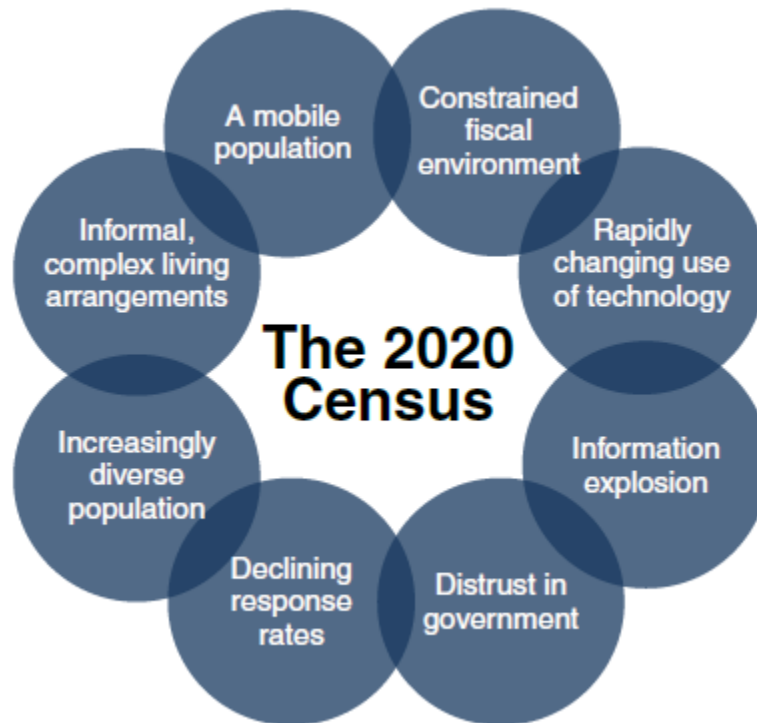 A mobile
population
Constrained
fiscal
environment
Rapidly
changing use
of technology
Information
explosion
Distrust in
government
Declining
response
rates
Increasingly
diverse
population
Informal,
complex living
arrangements
The 2020
Census